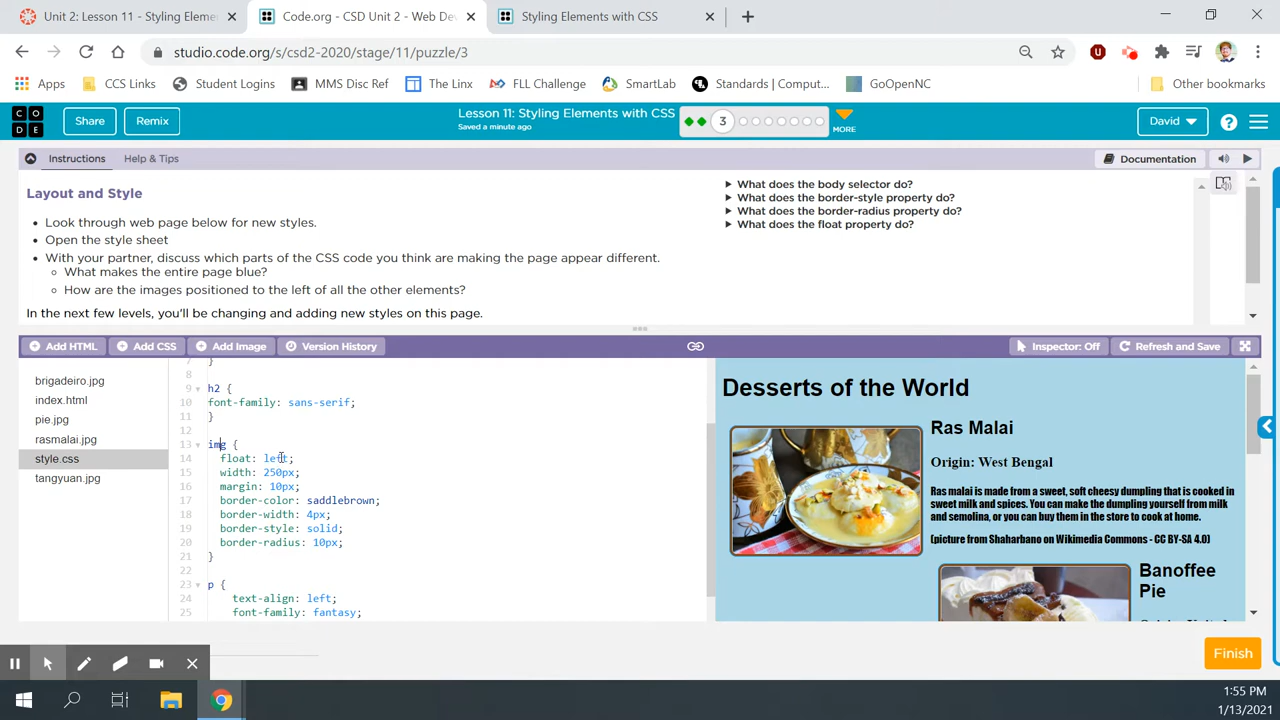 Unit 2: Lesson 11 - Styling Eleme
Code.org - CSD Unit 2 - Web De
Styling Elements with CSS
studio.code.org/s/csd2-2020/stage/11/puzzle/3
Apps
CCS Links
Student Logins
MMS Disc Ref
The Linx
FLL Challenge
SmartLab
Standards | Comput...
GoOpenNC
Other bookmarks
C O
D E
Share
Remix
Lesson 11: Styling Elements with CSS
Saved a minute ago
3
MORE
David
?
Instructions
Help & Tips
Documentation
Layout and Style
• Look through web page below for new styles.
• Open the style sheet
• With your partner, discuss which parts of the CSS code you think are making the page appear different.
What makes the entire page blue?
How are the images positioned to the left of all the other elements?
In the next few levels, you'll be changing and adding new styles on this page.
What does the body selector do?
What does the border-style property do?
What does the border-radius property do?
What does the float property do?
Add HTML
Add CSS
Add Image
Version History
Inspector: Off
Refresh and Save
brigadeiro.jpg
index.html
pie.jpg
rasmalai.jpg
style.css
tangyuan.jpg
7 }
8
9 h2 {
10 font-family: sans-serif;
11 }
12
13 img {
14 float: left;
15 width: 250px;
16 margin: 10px;
17 border-color: saddlebrown;
18 border-width: 4px;
19 border-style: solid;
20 border-radius: 10px;
21 }
22
23 p {
24 text-align: left;
25 font-family: fantasy;
Desserts of the World
Ras Malai
Origin: West Bengal
Ras malai is made from a sweet, soft cheesy dumpling that is cooked in
sweet milk and spices. You can make the dumpling yourself from milk
and semolina, or you can buy them in the store to cook at home.
(picture from Shaharbano on Wikimedia Commons - CC BY-SA 4.0)
Banoffee
Pie
Finish
1:55 PM
1/13/2021